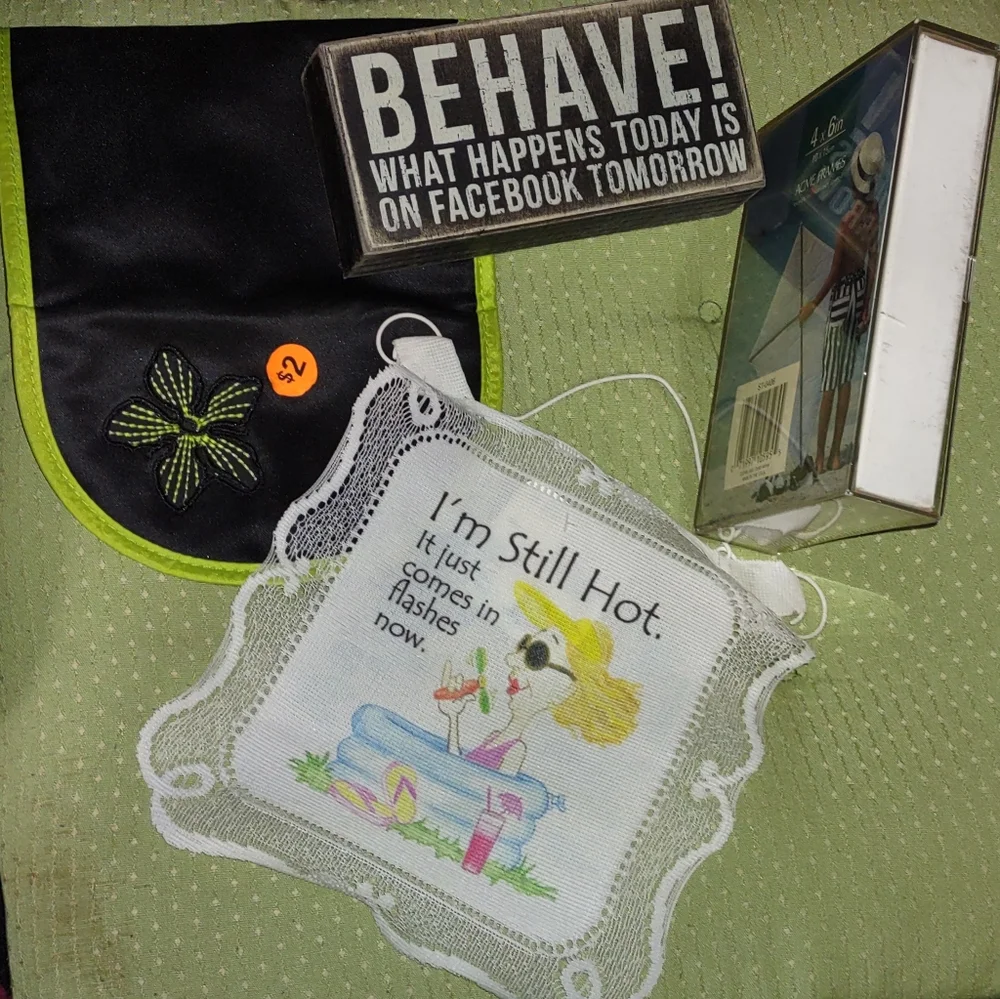 BEHAVE!
WHAT HAPPENS TODAY IS
ON FACEBOOK TOMORROW
4 x 6in
$2
I'm Still Hot.
It just
comes in
flashes
now.